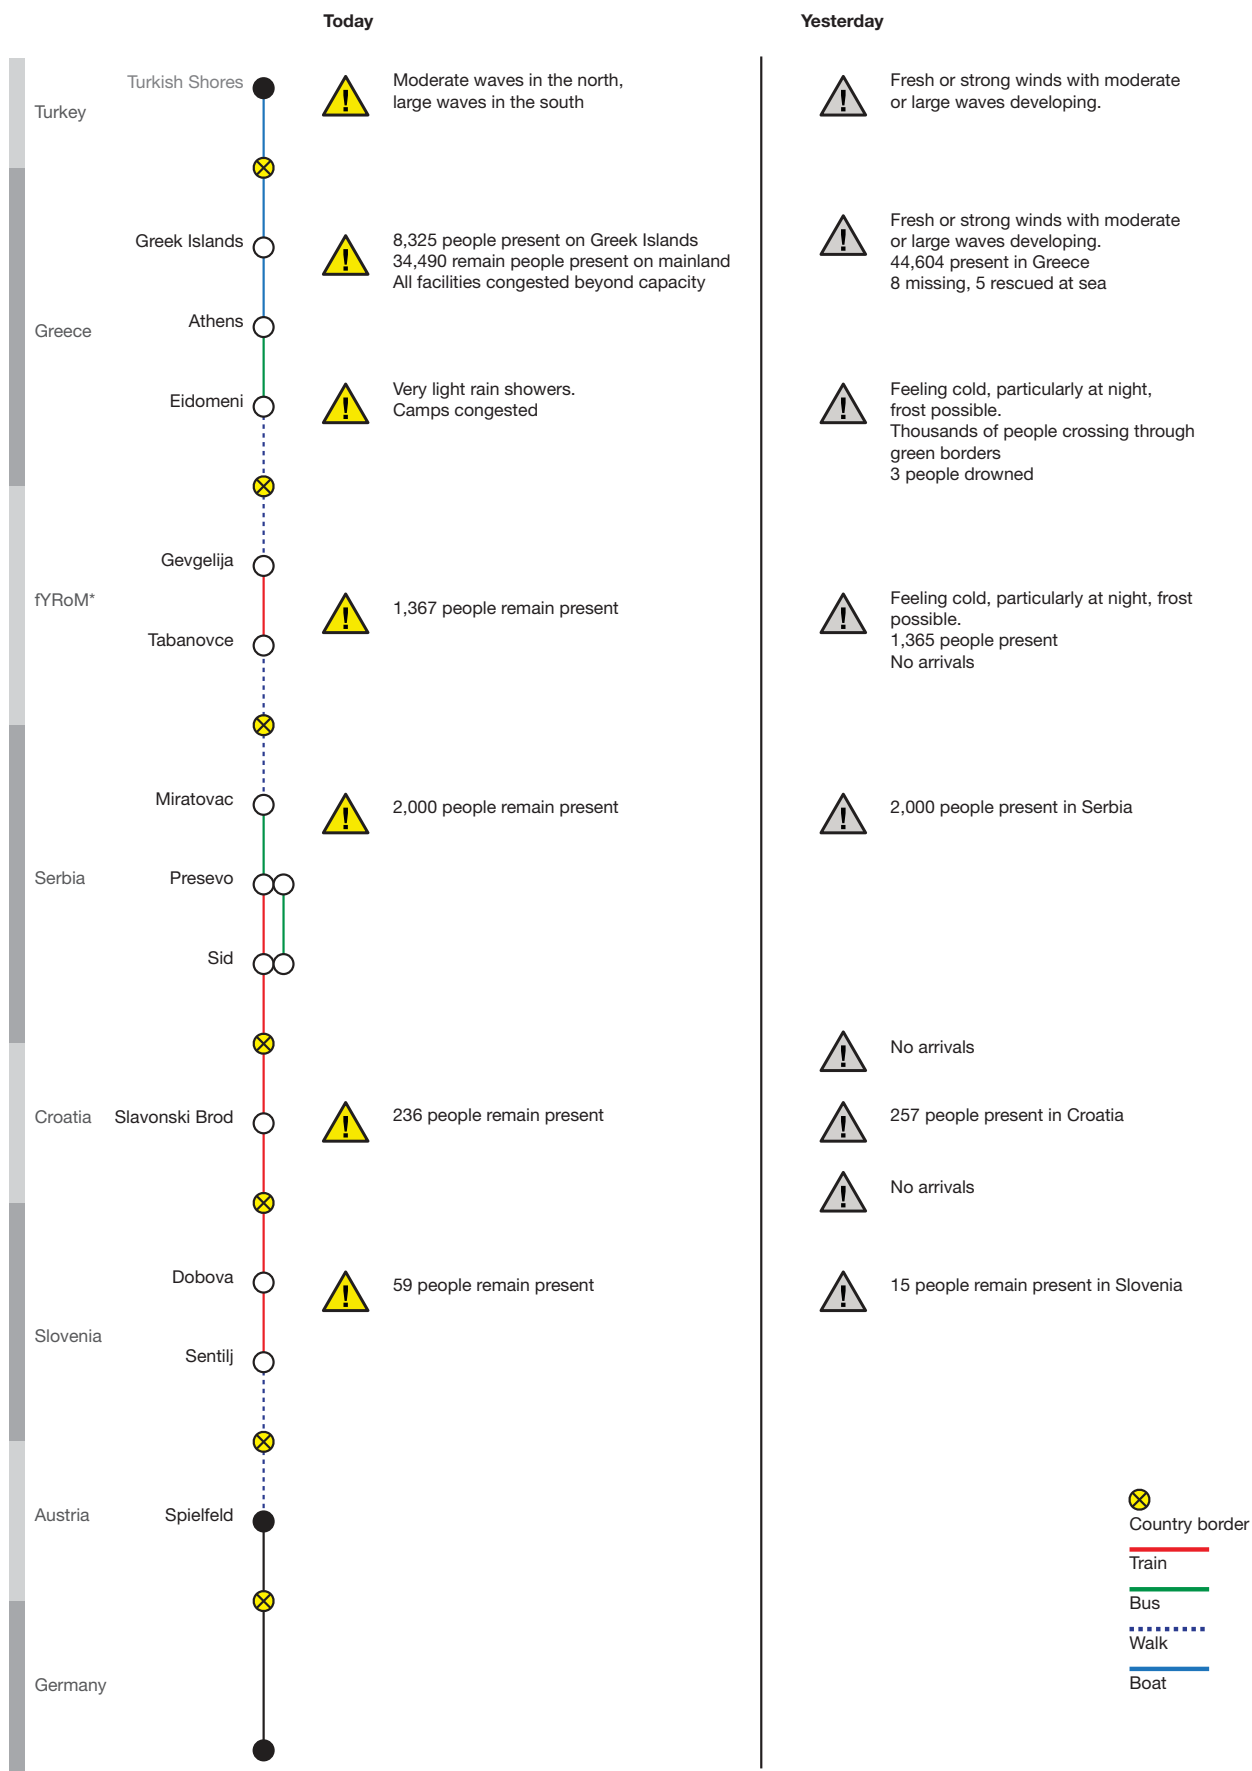 Today
Yesterday
Turkish Shores
Moderate waves in the north,
large waves in the south
Fresh or strong winds with moderate
or large waves developing.
Turkey
Greek Islands
8,325 people present on Greek Islands
34,490 remain people present on mainland
All facilities congested beyond capacity
Fresh or strong winds with moderate
or large waves developing.
44,604 present in Greece
8 missing, 5 rescued at sea
Athens
Greece
Eidomeni
Very light rain showers.
Camps congested
Feeling cold, particularly at night,
frost possible.
Thousands of people crossing through
green borders
3 people drowned
Gevgelija
fYRoM*
Tabanovce
1,367 people remain present
Feeling cold, particularly at night, frost
possible.
1,365 people present
No arrivals
Miratovac
2,000 people remain present
2,000 people present in Serbia
Serbia
Presevo
Sid
No arrivals
Croatia
Slavonski Brod
236 people remain present
257 people present in Croatia
No arrivals
Dobova
59 people remain present
15 people remain present in Slovenia
Slovenia
Sentilj
Austria
Spielfeld
Germany
Country border
Train
Bus
Walk
Boat